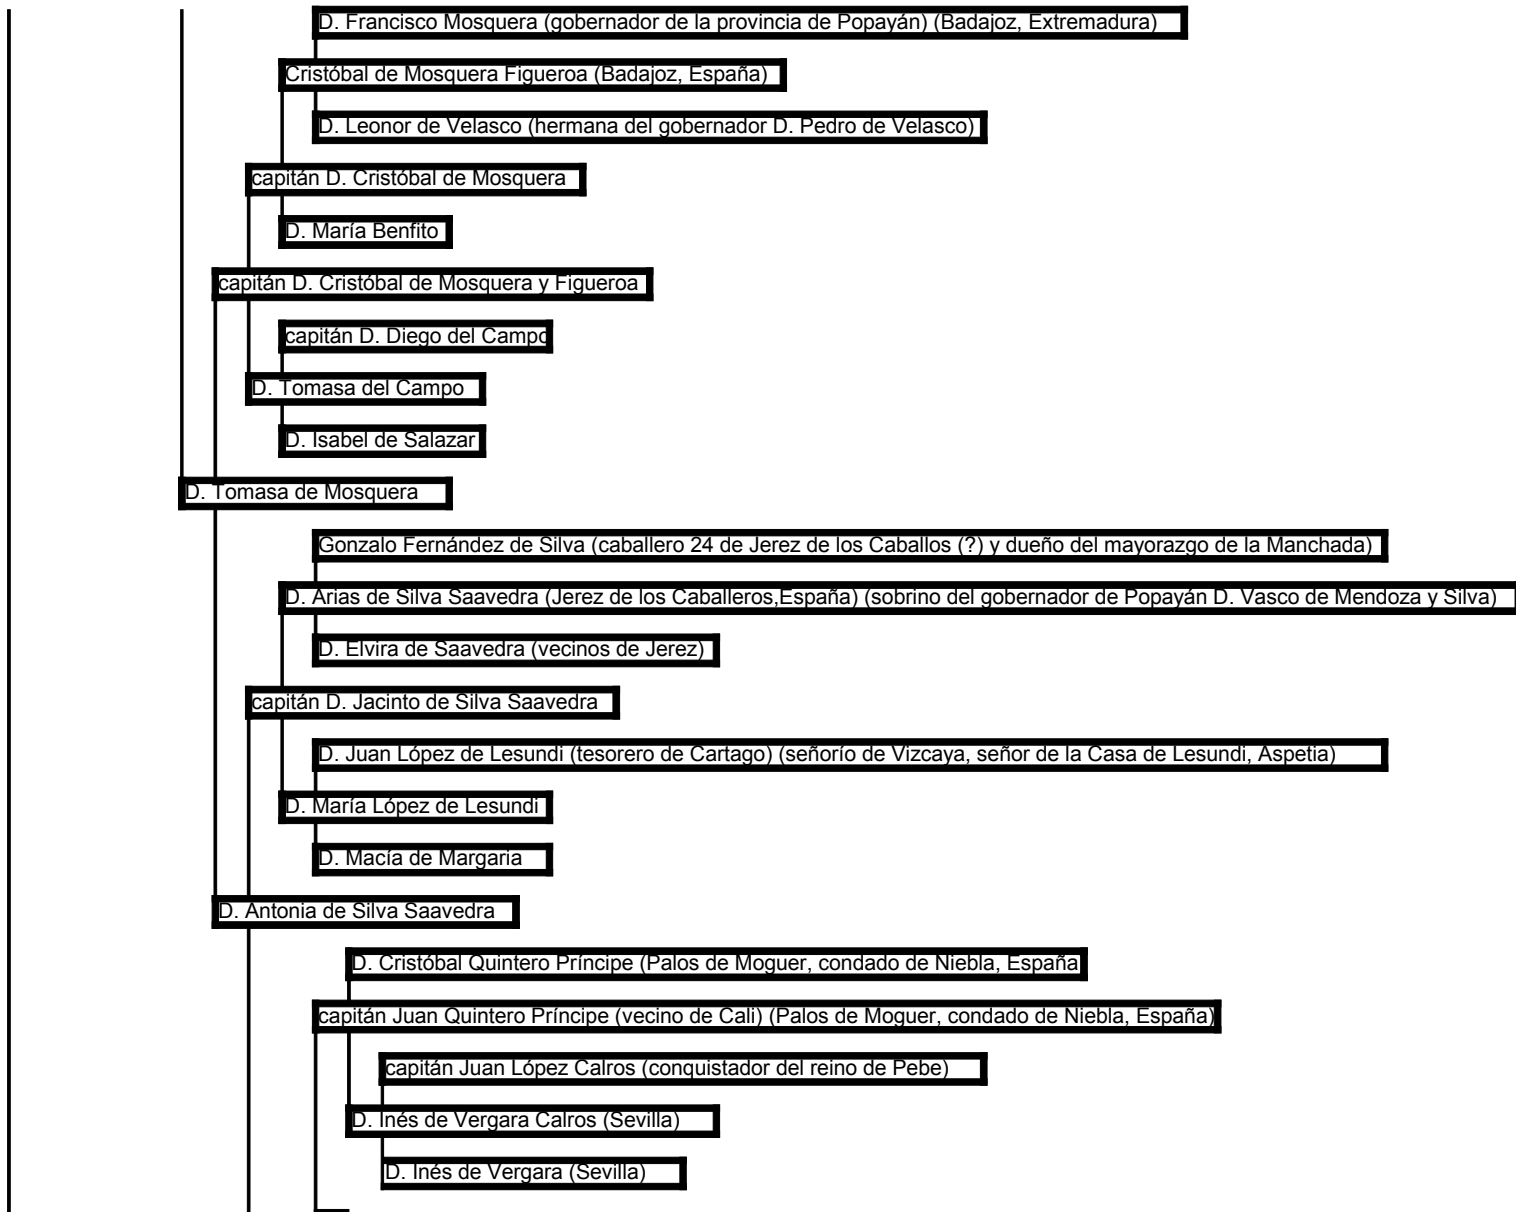 D. Francisco Mosquera (gobernador de la provincia de Popayán) (Badajoz, Extremadura)
Cristóbal de Mosquera Figueroa (Badajoz, España)
D. Leonor de Velasco (hermana del gobernador D. Pedro de Velasco)
capitán D. Cristóbal de Mosquera
D. María Benfito
capitán D. Cristóbal de Mosquera y Figueroa
capitán D. Diego del Campo
D. Tomasa del Campo
D. Isabel de Salazar
D. Tomasa de Mosquera
Gonzalo Fernández de Silva (caballero 24 de Jerez de los Caballos (?) y dueño del mayorazgo de la Manchada)
D. Arias de Silva Saavedra (Jerez de los Caballeros,España) (sobrino del gobernador de Popayán D. Vasco de Mendoza y Silva)
D. Elvira de Saavedra (vecinos de Jerez)
capitán D. Jacinto de Silva Saavedra
D. Juan López de Lesundi (tesorero de Cartago) (señorío de Vizcaya, señor de la Casa de Lesundi, Aspetia)
D. María López de Lesundi
D. Macía de Margaria
D. Antonia de Silva Saavedra
D. Cristóbal Quintero Príncipe (Palos de Moguer, condado de Niebla, España
capitán Juan Quintero Príncipe (vecino de Cali) (Palos de Moguer, condado de Niebla, España)
capitán Juan López Calros (conquistador del reino de Pebe)
D. Inés de Vergara Calros (Sevilla)
D. Inés de Vergara (Sevilla)